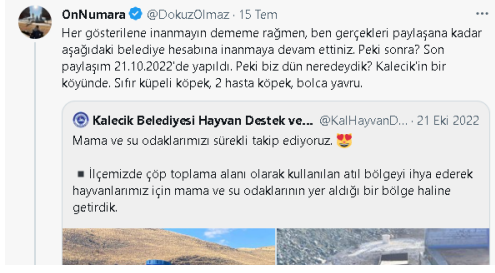 OnNumara @DokuzOlmaz · 15 Tem
Her gösterilene inanmayın dememe rağmen, ben gerçekleri paylaşana kadar
aşağıdaki belediye hesabına inanmaya devam ettiniz. Peki sonra? Son
paylaşım 21.10.2022'de yapıldı. Peki biz dün neredeydik? Kalecik'in bir
köyünde. Sıfır küpeli köpek, 2 hasta köpek, bolca yavru.
Kalecik Belediyesi Hayvan Destek ve... @KalHayvanD... · 21 Eki 2022
Mama ve su odaklarımızı sürekli takip ediyoruz. 😍
◾İlçemizde çöp toplama alanı olarak kullanılan atıl bölgeyi ihya ederek
hayvanlarımız için mama ve su odaklarının yer aldığı bir bölge haline
getirdik.